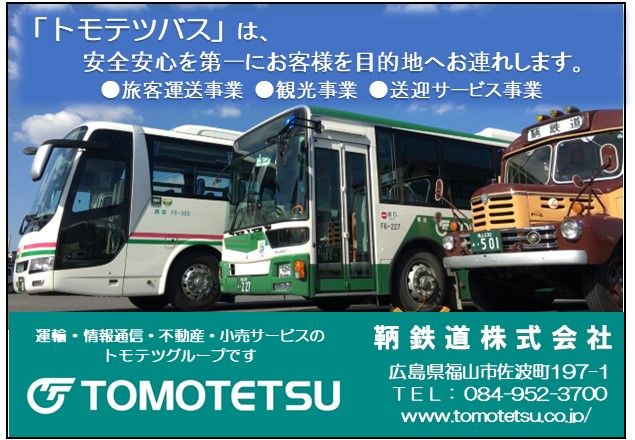 「トモテツバス」は、
安全安心を第一にお客様を目的地へお連れします。
●旅客運送事業 ●観光事業 ●送迎サービス事業
鞆鉄道
F5-363
F6-227
227
501
運輸・情報通信・不動産・小売サービスの
トモテツグループです
TOMOTETSU
鞆鉄道株式会社
広島県福山市佐波町197-1
TEL：084-952-3700
www.tomotetsu.co.jp/